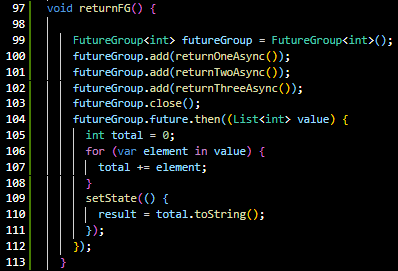 97 void returnFG() {
98
99 FutureGroup<int> futureGroup = FutureGroup<int>();
100 futureGroup.add(returnOneAsync());
101 futureGroup.add(returnTwoAsync());
102 futureGroup.add(returnThreeAsync());
103 futureGroup.close();
104 futureGroup.future.then((List<int> value) {
105 int total = 0;
106 for (var element in value) {
107 total += element;
108 }
109 setState(() {
110 result = total.toString();
111 });
112 });
113 }